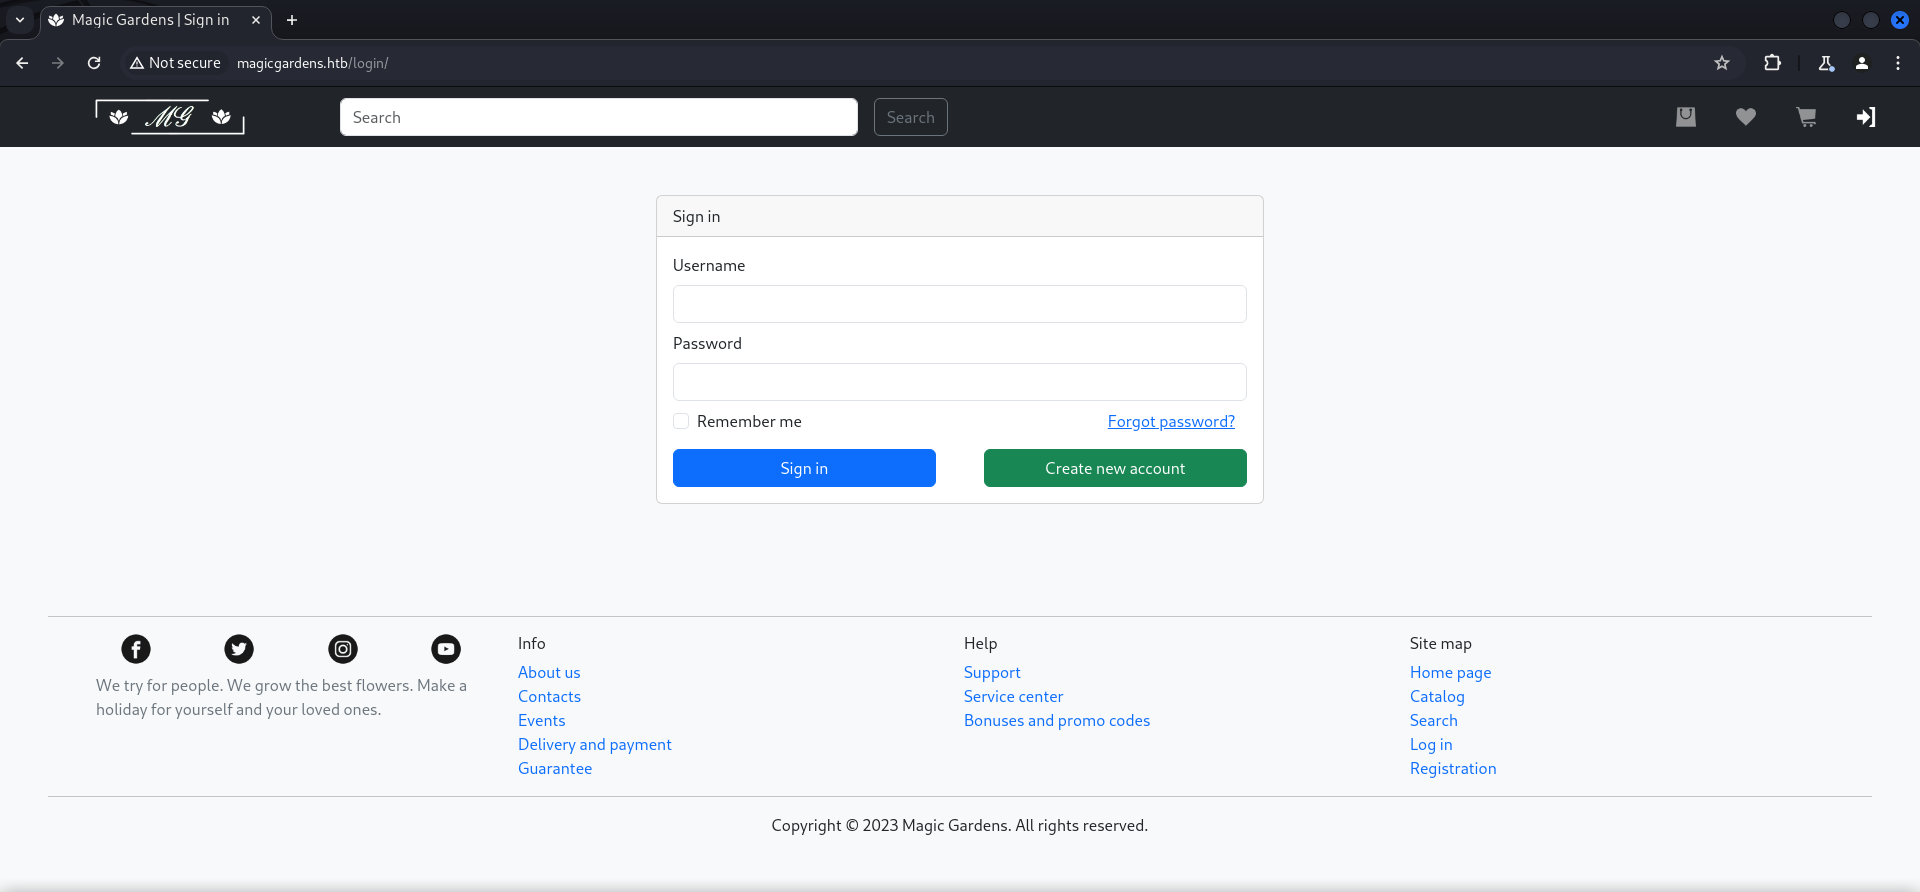 Magic Gardens | Sign in
Not secure magicgardens.htb/login/
MG Search Search
Sign in
Username
Password
Remember me Forgot password?
Sign in Create new account
We try for people. We grow the best flowers. Make a
holiday for yourself and your loved ones.
Info
About us
Contacts
Events
Delivery and payment
Guarantee
Help
Support
Service center
Bonuses and promo codes
Site map
Home page
Catalog
Search
Log in
Registration
Copyright © 2023 Magic Gardens. All rights reserved.